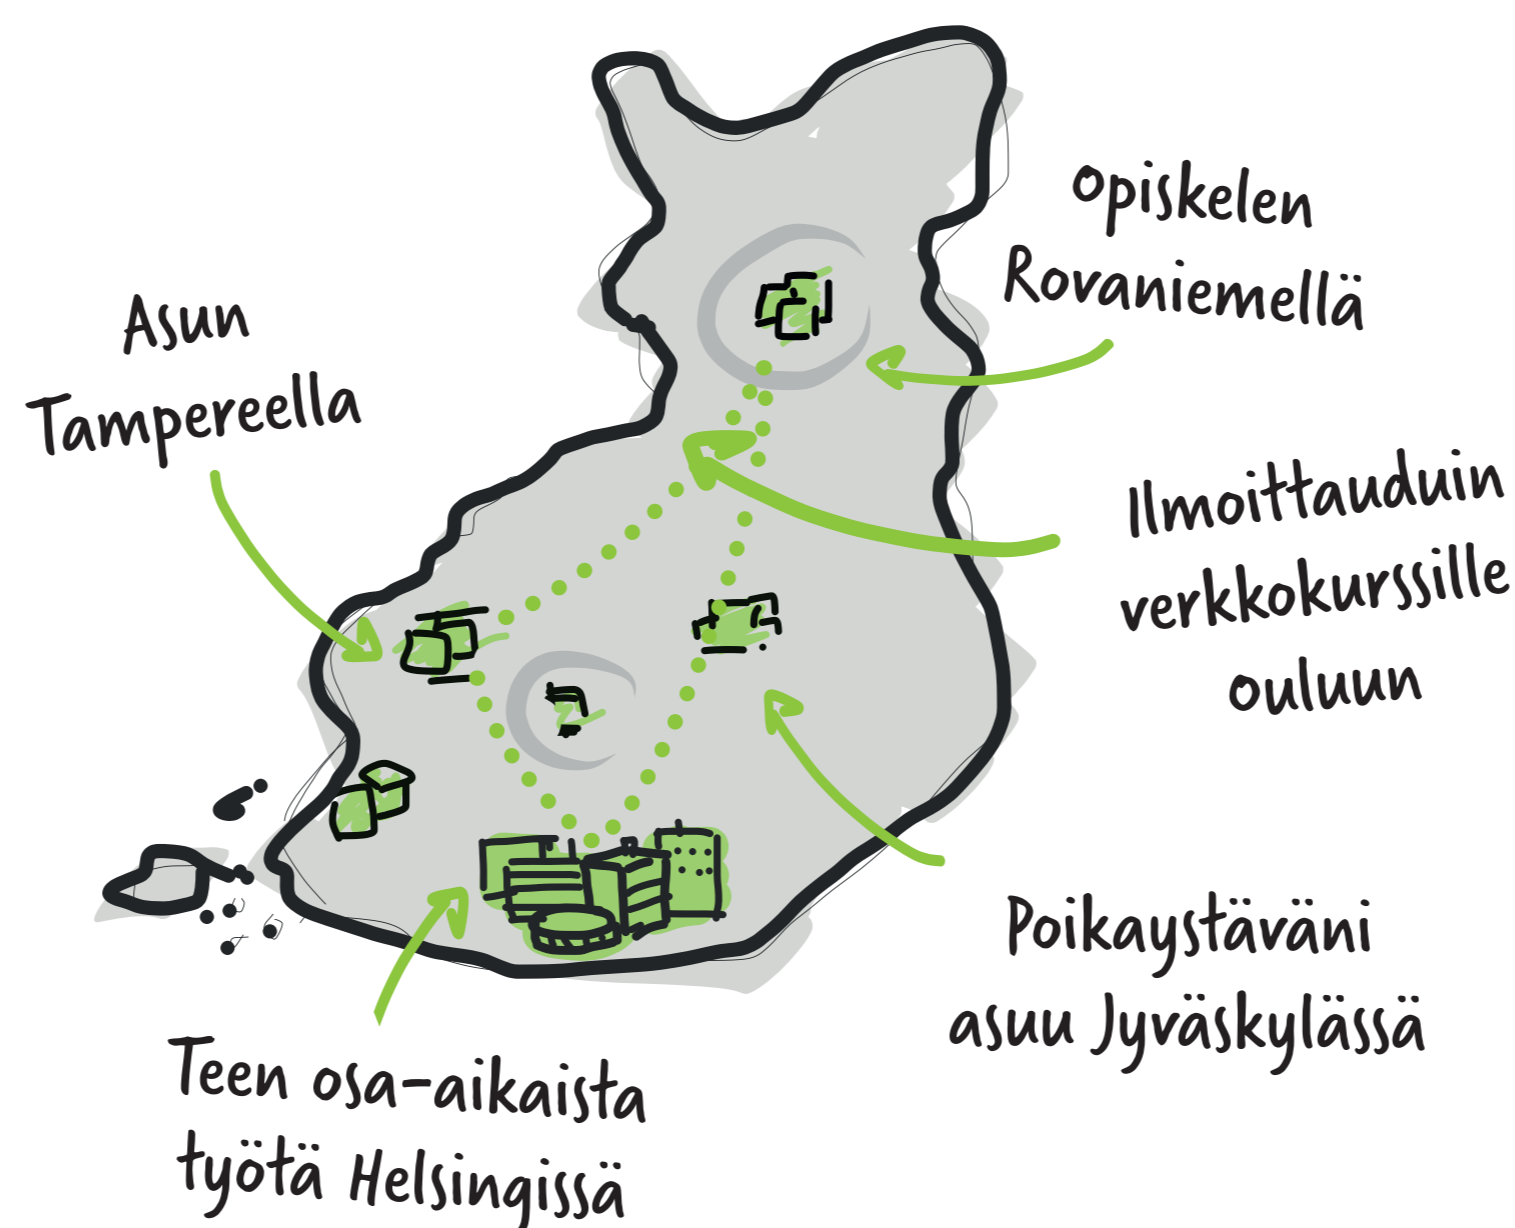 Opiskelen
Rovaniemellä
Asun
Tampereella
Ilmoittauduin
verkkokurssille
ouluun
Poikaystäväni
asuu Jyväskylässä
Teen osa-aikaista
työtä Helsingissä